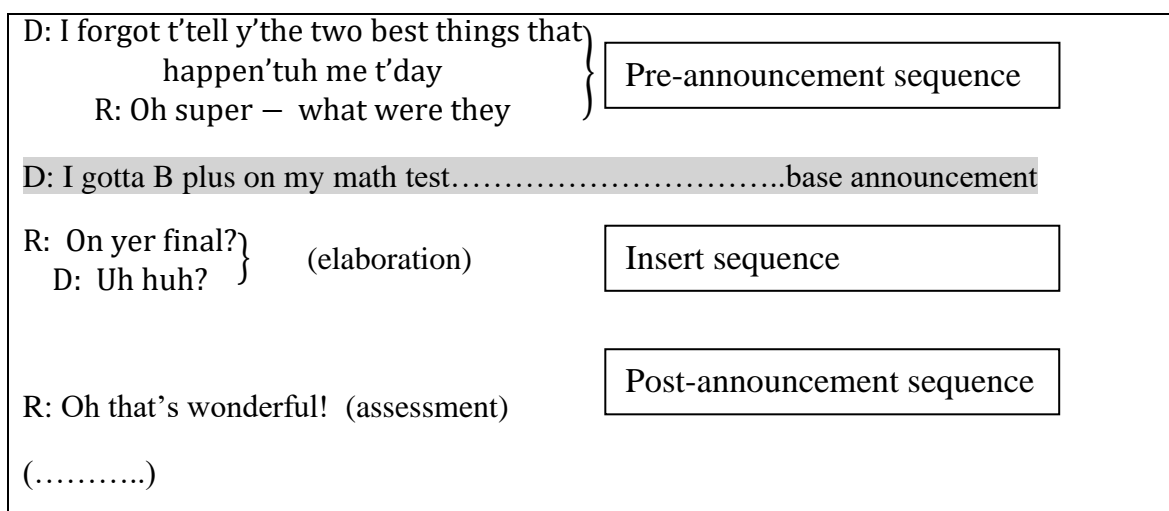 D: I forgot t’tell y’the two best things that
happen’tuh me t’day
R: Oh super – what were they
Pre-announcement sequence
D: I gotta B plus on my math test…………………………..base announcement
R: On yer final?
D: Uh huh?
(elaboration)
Insert sequence
Post-announcement sequence
R: Oh that’s wonderful! (assessment)
(………..)